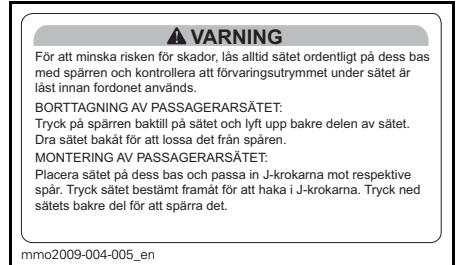 VARNING
För att minska risken för skador, lås alltid sätet ordentligt på dess bas
med spärren och kontrollera att förvaringsutrymmet under sätet är
låst innan fordonet används.
BORTTAGNING AV PASSAGERARSÄTET:
Tryck på spärren baktill på sätet och lyft upp bakre delen av sätet.
Dra sätet bakåt för att lossa det från spåren.
MONTERING AV PASSAGERARSÄTET:
Placera sätet på dess bas och passa in J-krokarna mot respektive
spår. Tryck sätet bestämt framåt för att haka i J-krokarna. Tryck ned
sätets bakre del för att spärra det.
mmo2009-004-005_en